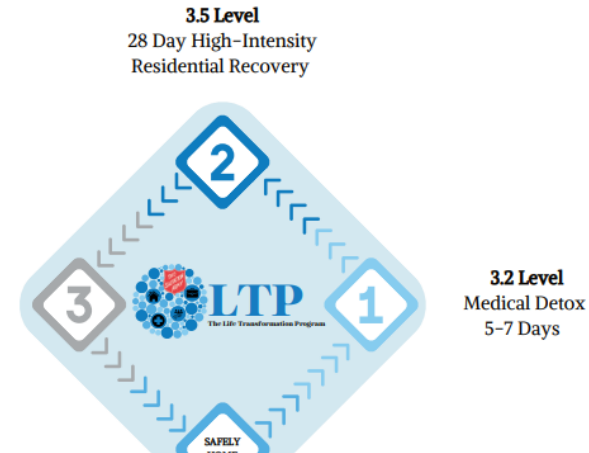 3.5 Level
28 Day High-Intensity
Residential Recovery
2
3
LTP
The Life Transformation Program
1
3.2 Level
Medical Detox
5-7 Days
SAFELY